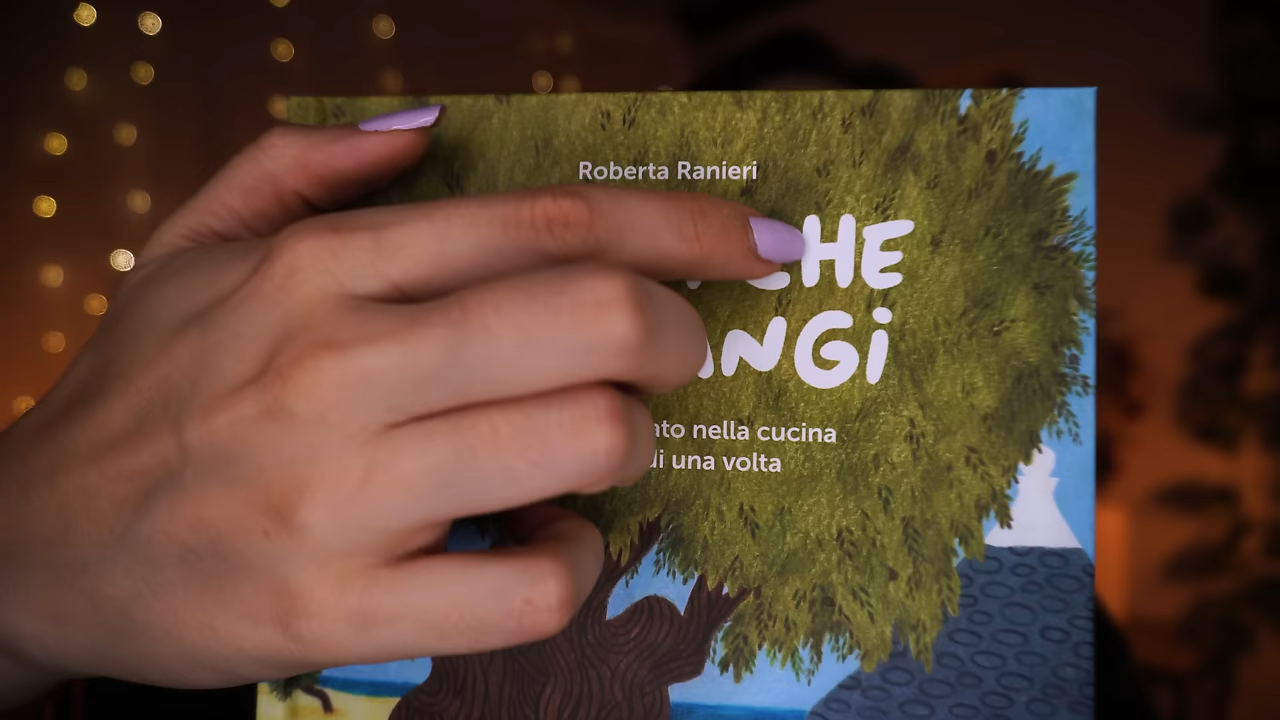 Roberta Ranieri
CHE
ANGi
ato nella cucina
di una volta